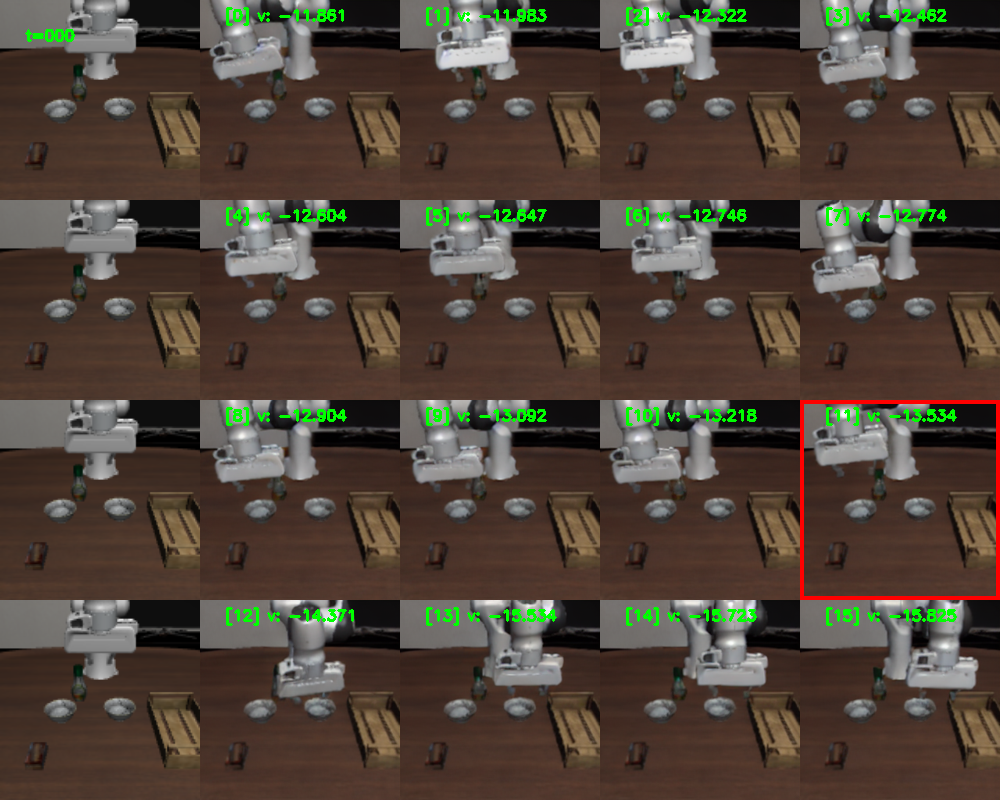 t=000
[0] v: -11.861
[1] v: -11.983
[2] v: -12.322
[3] v: -12.462
[4] v: -12.604
[5] v: -12.647
[6] v: -12.746
[7] v: -12.774
[8] v: -12.904
[9] v: -13.092
[10] v: -13.218
[11] v: -13.534
[12] v: -14.371
[13] v: -15.534
[14] v: -15.723
[15] v: -15.825